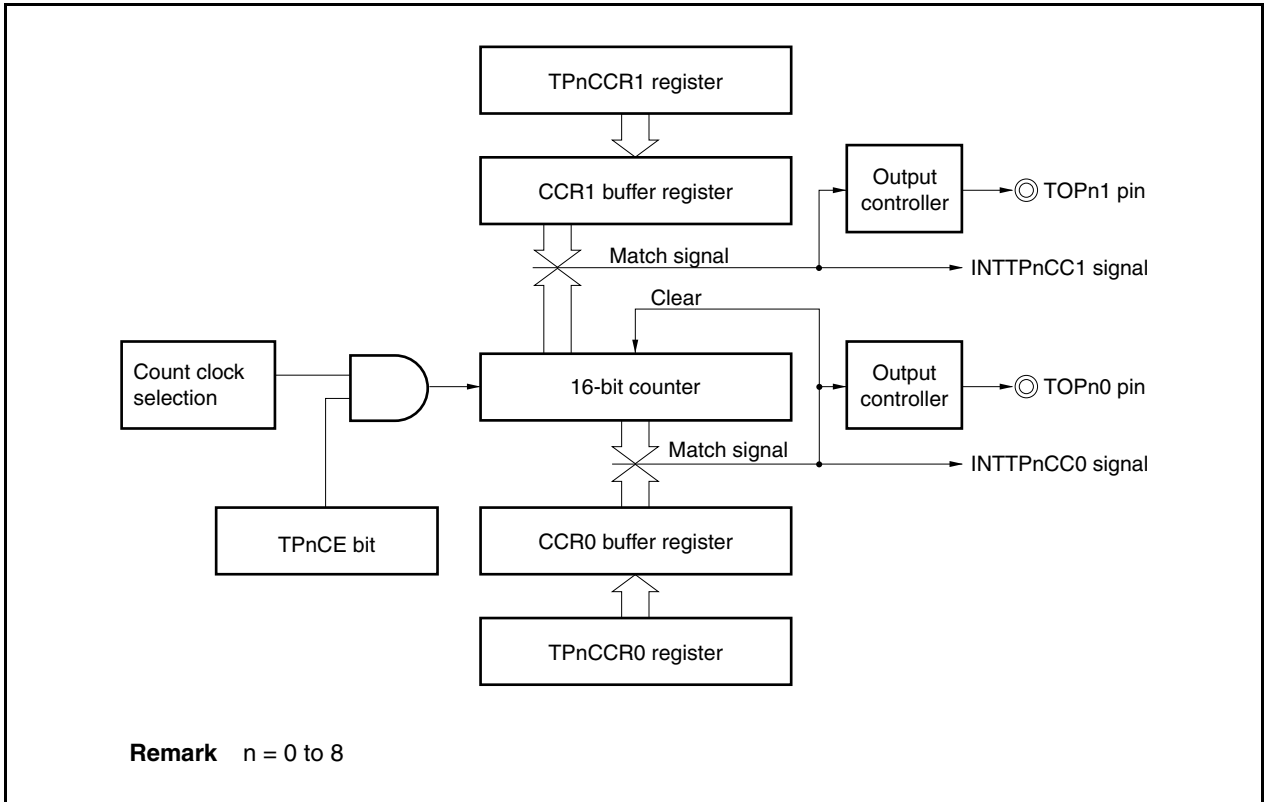 TPnCCR1 register
CCR1 buffer register
Output
controller
TOPn1 pin
Match signal
INTTPnCC1 signal
Clear
Count clock
selection
16-bit counter
Output
controller
TOPn0 pin
Match signal
INTTPnCC0 signal
TPnCE bit
CCR0 buffer register
TPnCCR0 register
Remark n = 0 to 8